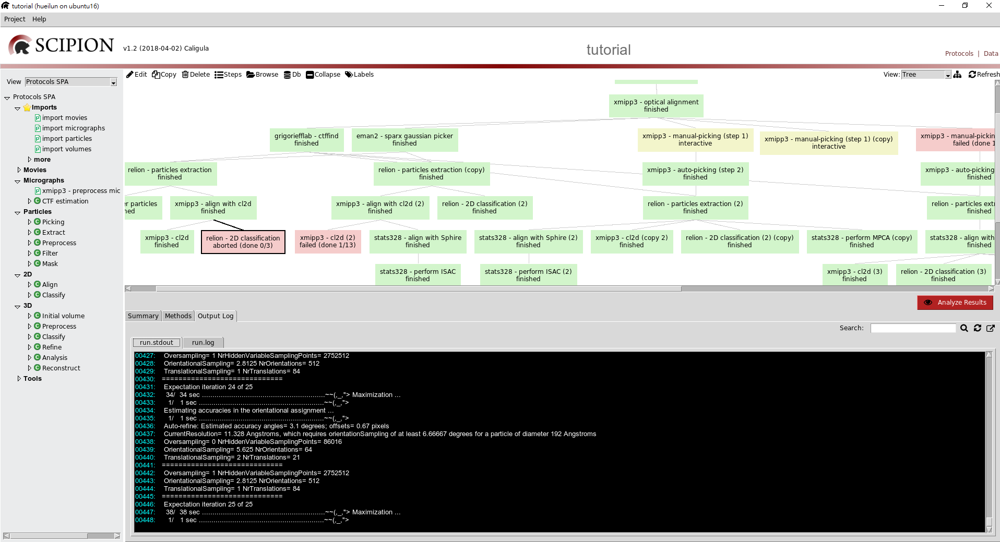 tutorial (hueilun on ubuntu16)
Project Help
SCIPION v1.2 (2018-04-02) Caligula
tutorial
Protocols | Data
Edit Copy Delete Steps Browse Db Collapse Labels
View: Tree Refresh
View Protocols SPA
Protocols SPA
Imports
import movies
import micrographs
import particles
import volumes
more
Movies
Micrographs
xmipp3 - preprocess mic
CTF estimation
Particles
Picking
Extract
Preprocess
Filter
Mask
2D
Align
Classify
3D
Initial volume
Preprocess
Classify
Refine
Analysis
Reconstruct
Tools
xmipp3 - optical alignment
finished
grigoriefflab - ctffind
finished
eman2 - sparx gaussian picker
finished
xmipp3 - manual-picking (step 1)
interactive
xmipp3 - manual-picking (step 1) (copy)
interactive
xmipp3 - manual-pickin
failed (done 1
relion - particles extraction
finished
relion - particles extraction (copy)
finished
xmipp3 - auto-picking (step 2)
finished
xmipp3 - auto-picking
finished
er particles
ned
xmipp3 - align with cl2d
finished
xmipp3 - align with cl2d (2)
finished
relion - 2D classification (2)
finished
relion - particles extraction (2)
finished
relion - particles extr
finished
xmipp3 - cl2d
finished
relion - 2D classification
aborted (done 0/3)
xmipp3 - cl2d (2)
failed (done 1/13)
stats328 - align with Sphire
finished
stats328 - align with Sphire (2)
finished
xmipp3 - cl2d (copy 2)
finished
relion - 2D classification (2) (copy)
finished
stats328 - perform MPCA (copy)
finished
stats328 - align with
finished
stats328 - perform ISAC
finished
stats328 - perform ISAC (2)
finished
xmipp3 - cl2d (3)
finished
relion - 2D classification (3)
finished
Analyze Results
Summary Methods Output Log
Search:
run.stdout run.log
00427: Oversampling= 1 NrHiddenVariableSamplingPoints= 2752512
00428: OrientationalSampling= 2.8125 NrOrientations= 512
00429: TranslationalSampling= 1 NrTranslations= 84
00430: =============================
00431: Expectation iteration 24 of 25
00432: 34/ 34 sec ............................................................~~(,_,"> Maximization ...
00433: 1/ 1 sec ............................................................~~(,_,">
00434: Estimating accuracies in the orientational assignment ...
00435: 1/ 1 sec ............................................................~~(,_,">
00436: Auto-refine: Estimated accuracy angles= 3.1 degrees; offsets= 0.67 pixels
00437: CurrentResolution= 11.328 Angstroms, which requires orientationSampling of at least 6.66667 degrees for a particle of diameter 192 Angstroms
00438: Oversampling= 0 NrHiddenVariableSamplingPoints= 86016
00439: OrientationalSampling= 5.625 NrOrientations= 64
00440: TranslationalSampling= 2 NrTranslations= 21
00441: =============================
00442: Oversampling= 1 NrHiddenVariableSamplingPoints= 2752512
00443: OrientationalSampling= 2.8125 NrOrientations= 512
00444: TranslationalSampling= 1 NrTranslations= 84
00445: =============================
00446: Expectation iteration 25 of 25
00447: 38/ 38 sec ............................................................~~(,_,"> Maximization ...
00448: 1/ 1 sec ............................................................~~(,_,">